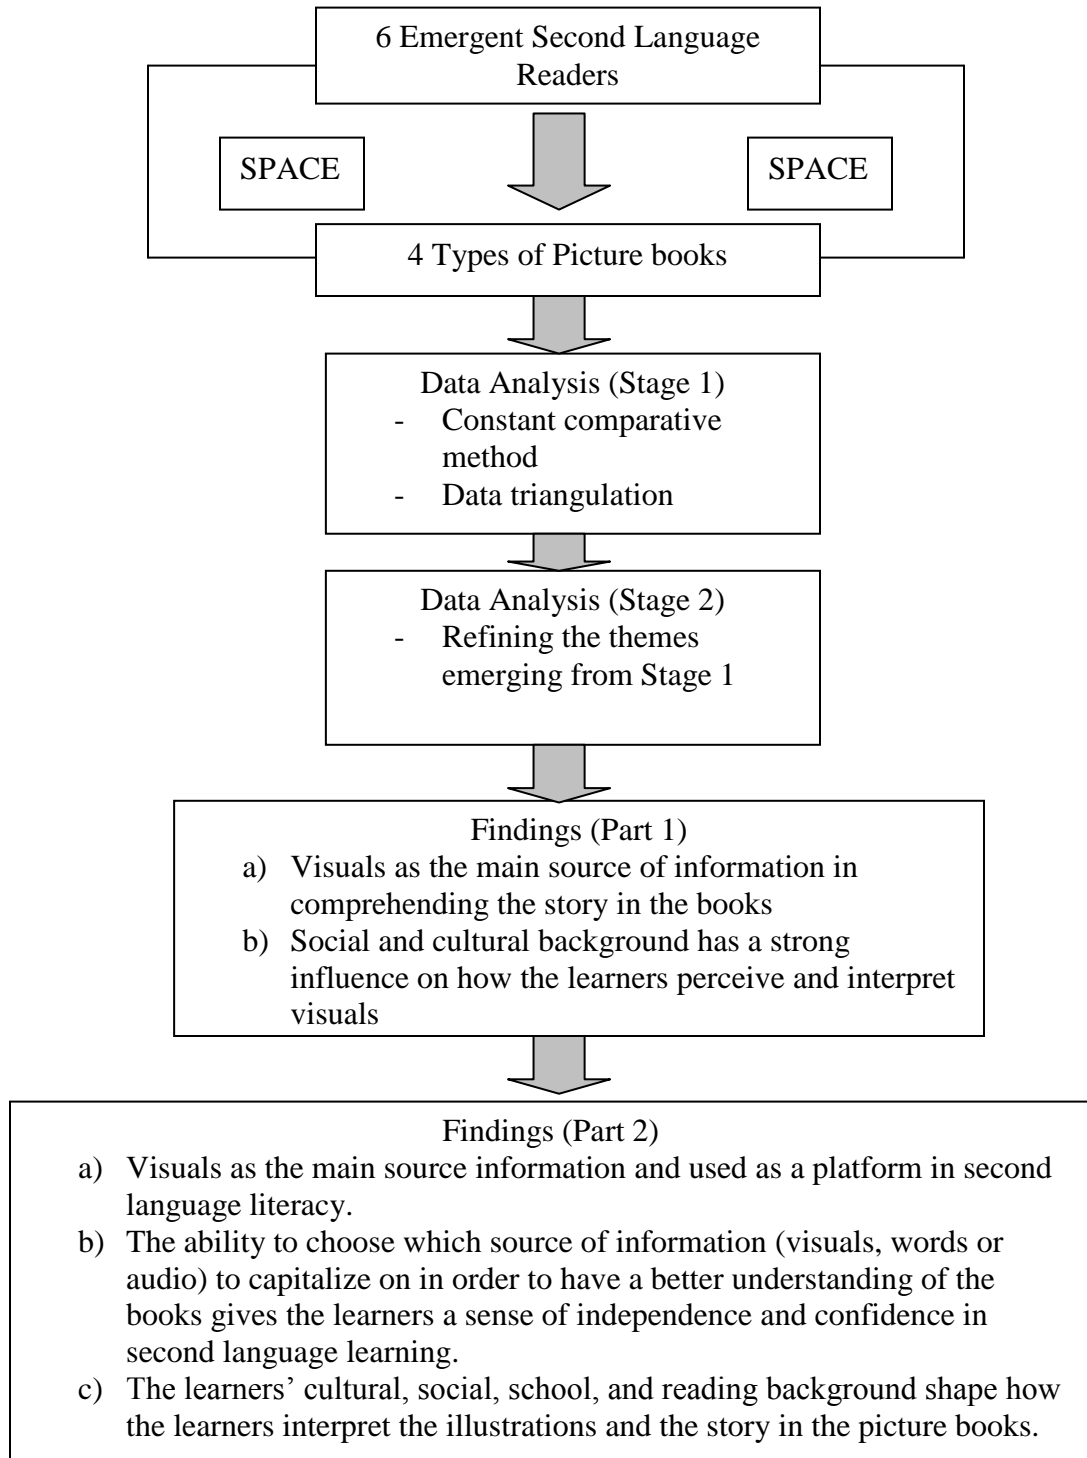 6 Emergent Second Language
Readers
SPACE
SPACE
4 Types of Picture books
Data Analysis (Stage 1)
- Constant comparative
method
- Data triangulation
Data Analysis (Stage 2)
- Refining the themes
emerging from Stage 1
Findings (Part 1)
a) Visuals as the main source of information in
comprehending the story in the books
b) Social and cultural background has a strong
influence on how the learners perceive and interpret
visuals
Findings (Part 2)
a) Visuals as the main source information and used as a platform in second
language literacy.
b) The ability to choose which source of information (visuals, words or
audio) to capitalize on in order to have a better understanding of the
books gives the learners a sense of independence and confidence in
second language learning.
c) The learners’ cultural, social, school, and reading background shape how
the learners interpret the illustrations and the story in the picture books.